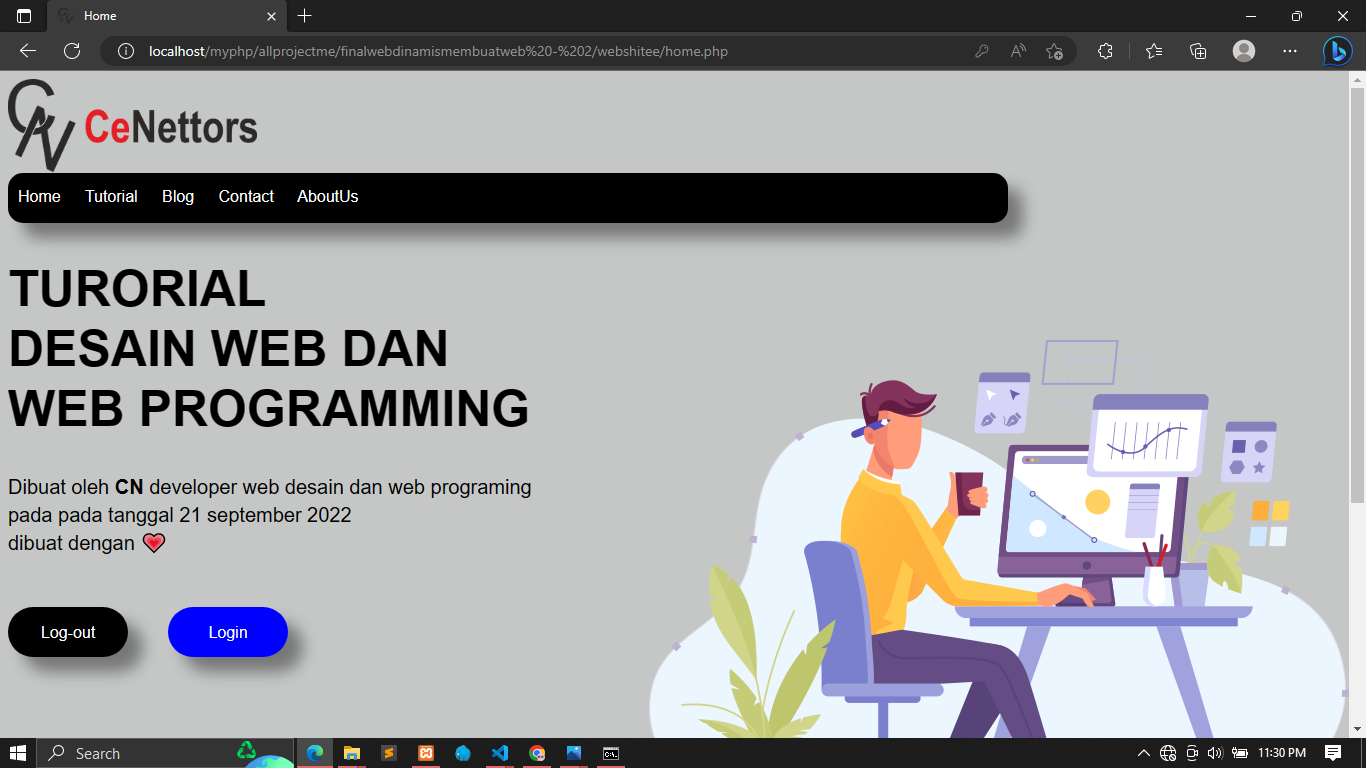 Home
localhost/myphp/allprojectme/finalwebdinamismembuatweb%20-%202/webshitee/home.php
CN CeNettors
Home Tutorial Blog Contact AboutUs
TURORIAL
DESAIN WEB DAN
WEB PROGRAMMING
Dibuat oleh CN developer web desain dan web programing
pada pada tanggal 21 september 2022
dibuat dengan 💗
Log-out Login
Search
11:30 PM